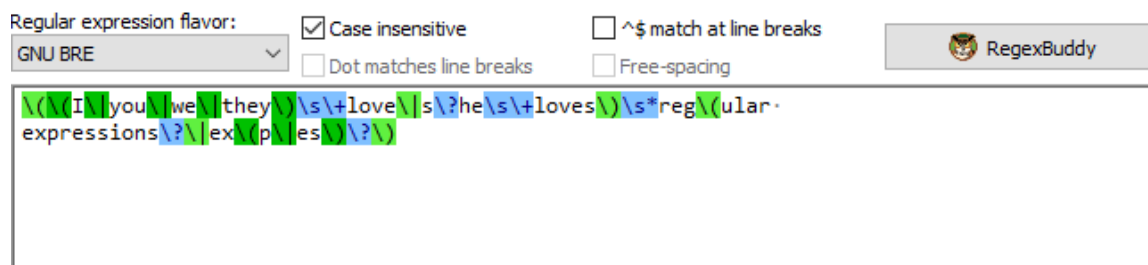 Regular expression flavor:
Case insensitive
^$ match at line breaks
GNU BRE
Dot matches line breaks
Free-spacing
RegexBuddy
\(\(I\|you\|we\|they\)\s\+love\|s\?he\s\+loves\)\s*reg\(ular·
expressions\?\|ex\(p\|es\)\?\)